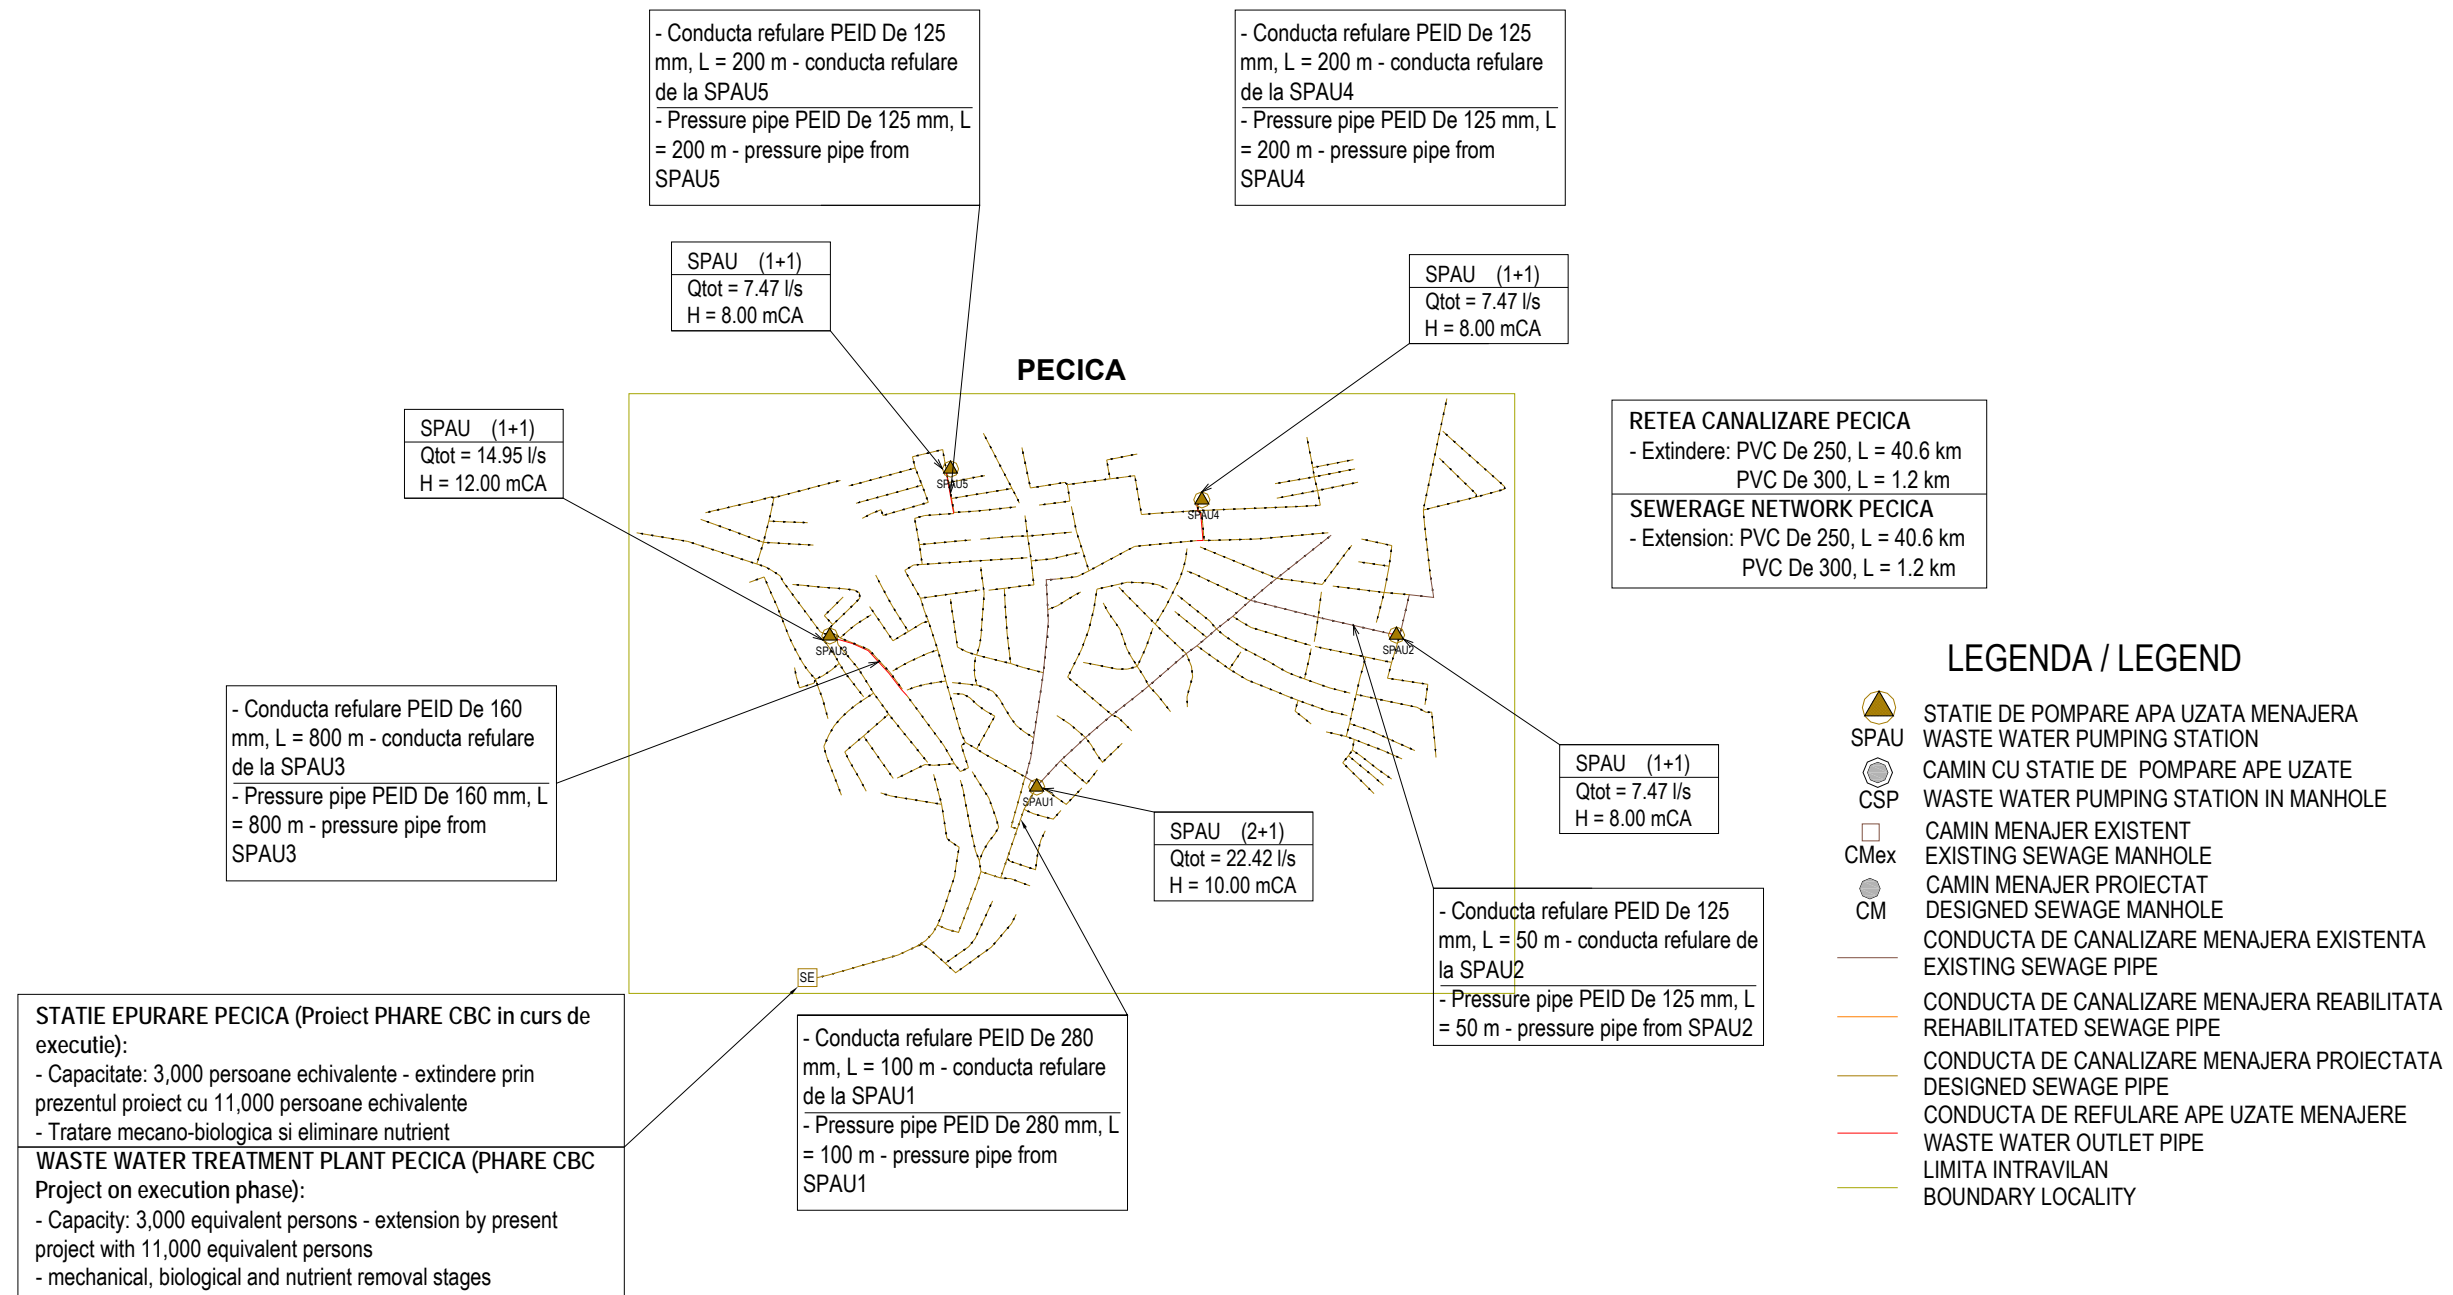 - Conducta refulare PEID De 125
mm, L = 200 m - conducta refulare
de la SPAU5
- Pressure pipe PEID De 125 mm, L
= 200 m - pressure pipe from
SPAU5
- Conducta refulare PEID De 125
mm, L = 200 m - conducta refulare
de la SPAU4
- Pressure pipe PEID De 125 mm, L
= 200 m - pressure pipe from
SPAU4
SPAU (1+1)
Qtot = 7.47 l/s
H = 8.00 mCA
SPAU (1+1)
Qtot = 7.47 l/s
H = 8.00 mCA
PECICA
SPAU (1+1)
Qtot = 14.95 l/s
H = 12.00 mCA
RETEA CANALIZARE PECICA
- Extindere: PVC De 250, L = 40.6 km
PVC De 300, L = 1.2 km
SEWERAGE NETWORK PECICA
- Extension: PVC De 250, L = 40.6 km
PVC De 300, L = 1.2 km
SPAU5
SPAU4
SPAU3
SPAU2
SPAU1
SE
- Conducta refulare PEID De 160
mm, L = 800 m - conducta refulare
de la SPAU3
- Pressure pipe PEID De 160 mm, L
= 800 m - pressure pipe from
SPAU3
SPAU (1+1)
Qtot = 7.47 l/s
H = 8.00 mCA
SPAU (2+1)
Qtot = 22.42 l/s
H = 10.00 mCA
- Conducta refulare PEID De 125
mm, L = 50 m - conducta refulare de
la SPAU2
- Pressure pipe PEID De 125 mm, L
= 50 m - pressure pipe from SPAU2
- Conducta refulare PEID De 280
mm, L = 100 m - conducta refulare
de la SPAU1
- Pressure pipe PEID De 280 mm, L
= 100 m - pressure pipe from
SPAU1
STATIE EPURARE PECICA (Proiect PHARE CBC in curs de
executie):
- Capacitate: 3,000 persoane echivalente - extindere prin
prezentul proiect cu 11,000 persoane echivalente
- Tratare mecano-biologica si eliminare nutrient
WASTE WATER TREATMENT PLANT PECICA (PHARE CBC
Project on execution phase):
- Capacity: 3,000 equivalent persons - extension by present
project with 11,000 equivalent persons
- mechanical, biological and nutrient removal stages
LEGENDA / LEGEND
STATIE DE POMPARE APA UZATA MENAJERA
SPAU WASTE WATER PUMPING STATION
CAMIN CU STATIE DE POMPARE APE UZATE
CSP WASTE WATER PUMPING STATION IN MANHOLE
CAMIN MENAJER EXISTENT
CMex EXISTING SEWAGE MANHOLE
CAMIN MENAJER PROIECTAT
CM DESIGNED SEWAGE MANHOLE
CONDUCTA DE CANALIZARE MENAJERA EXISTENTA
EXISTING SEWAGE PIPE
CONDUCTA DE CANALIZARE MENAJERA REABILITATA
REHABILITATED SEWAGE PIPE
CONDUCTA DE CANALIZARE MENAJERA PROIECTATA
DESIGNED SEWAGE PIPE
CONDUCTA DE REFULARE APE UZATE MENAJERE
WASTE WATER OUTLET PIPE
LIMITA INTRAVILAN
BOUNDARY LOCALITY